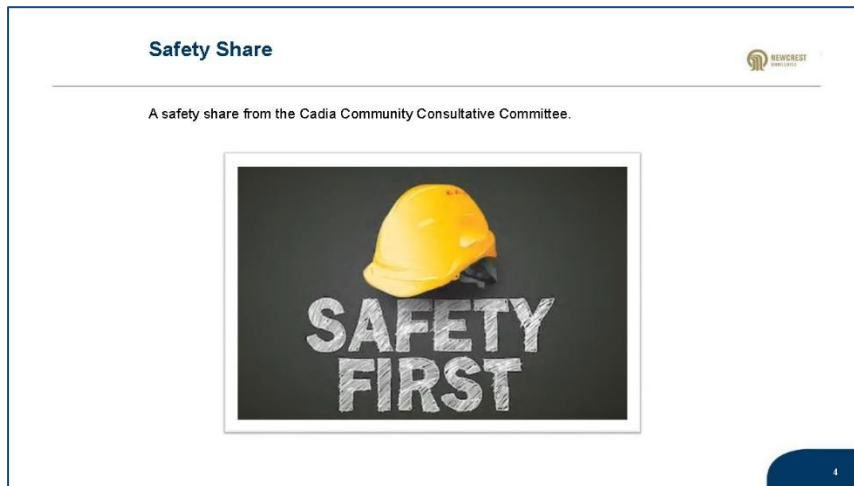 Safety Share
NEWCREST
A safety share from the Cadia Community Consultative Committee.
SAFETY
FIRST
4